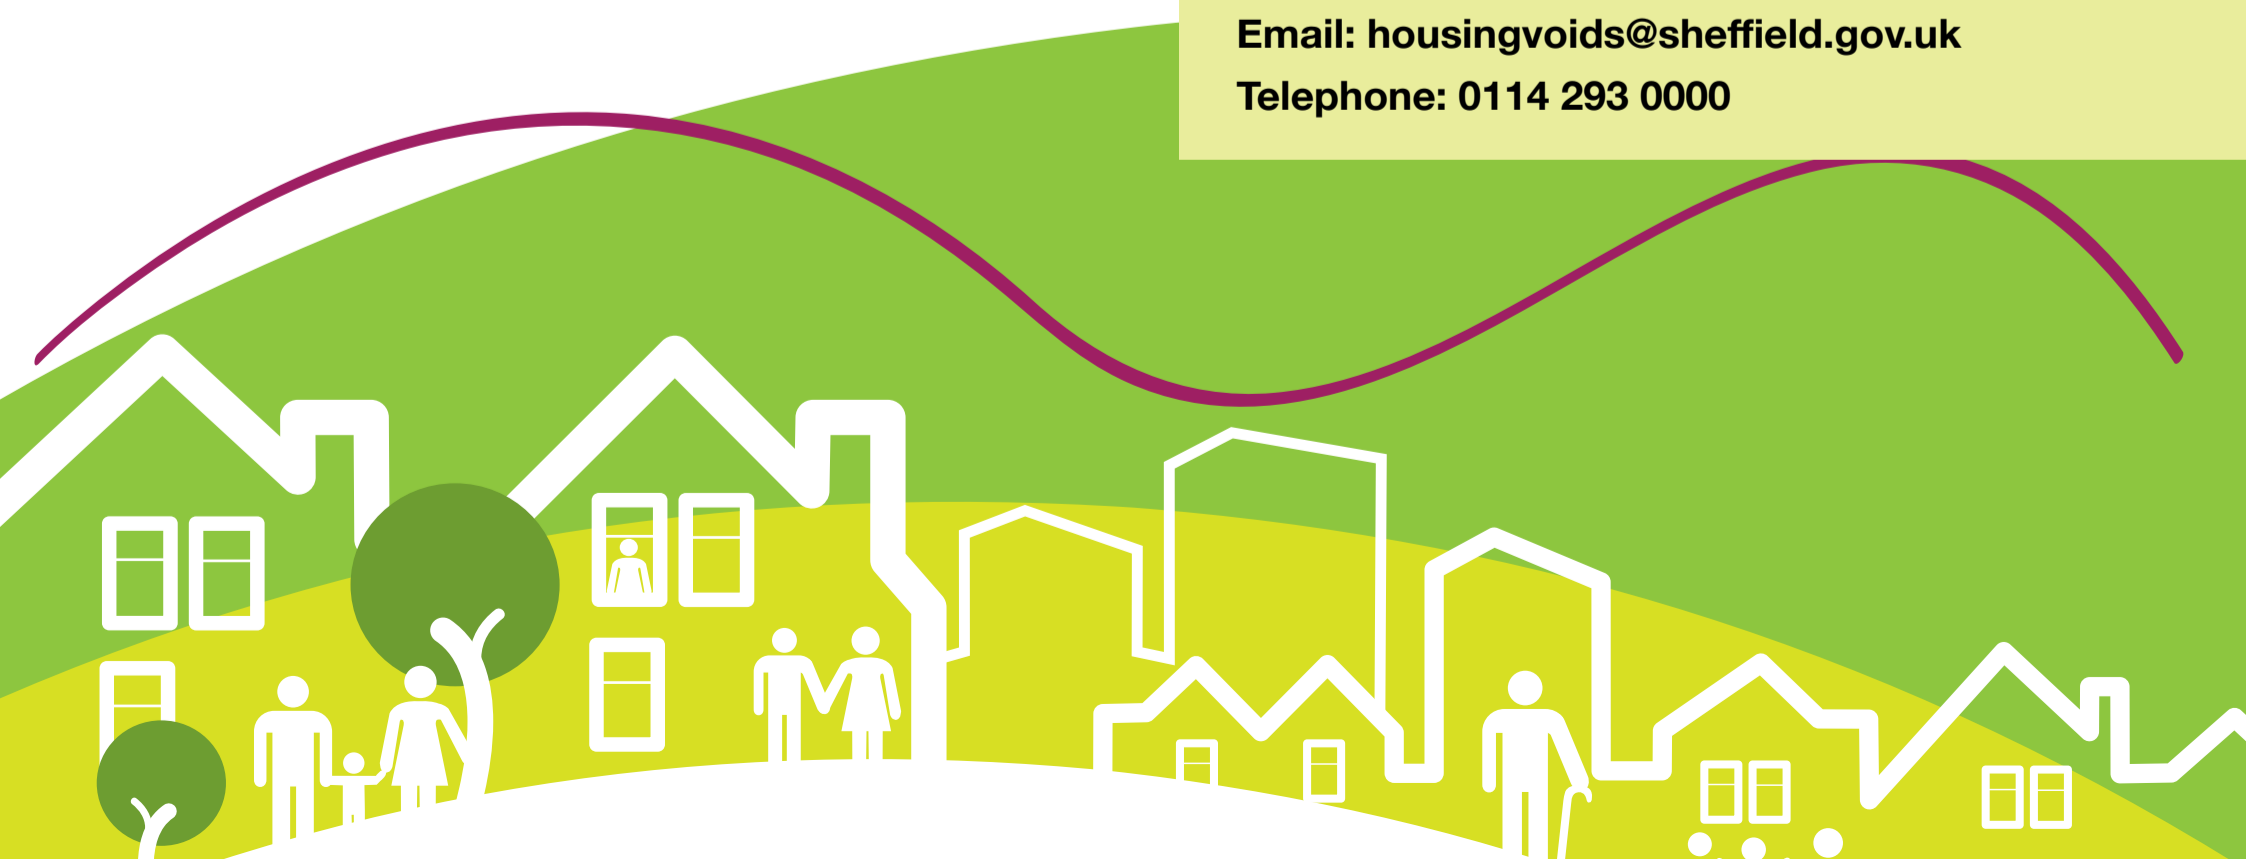 Email: housingvoids@sheffield.gov.uk
Telephone: 0114 293 0000